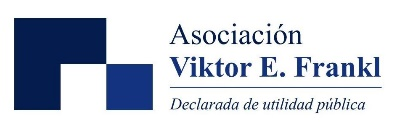 Asociación
Viktor E. Frankl
Declarada de utilidad pública